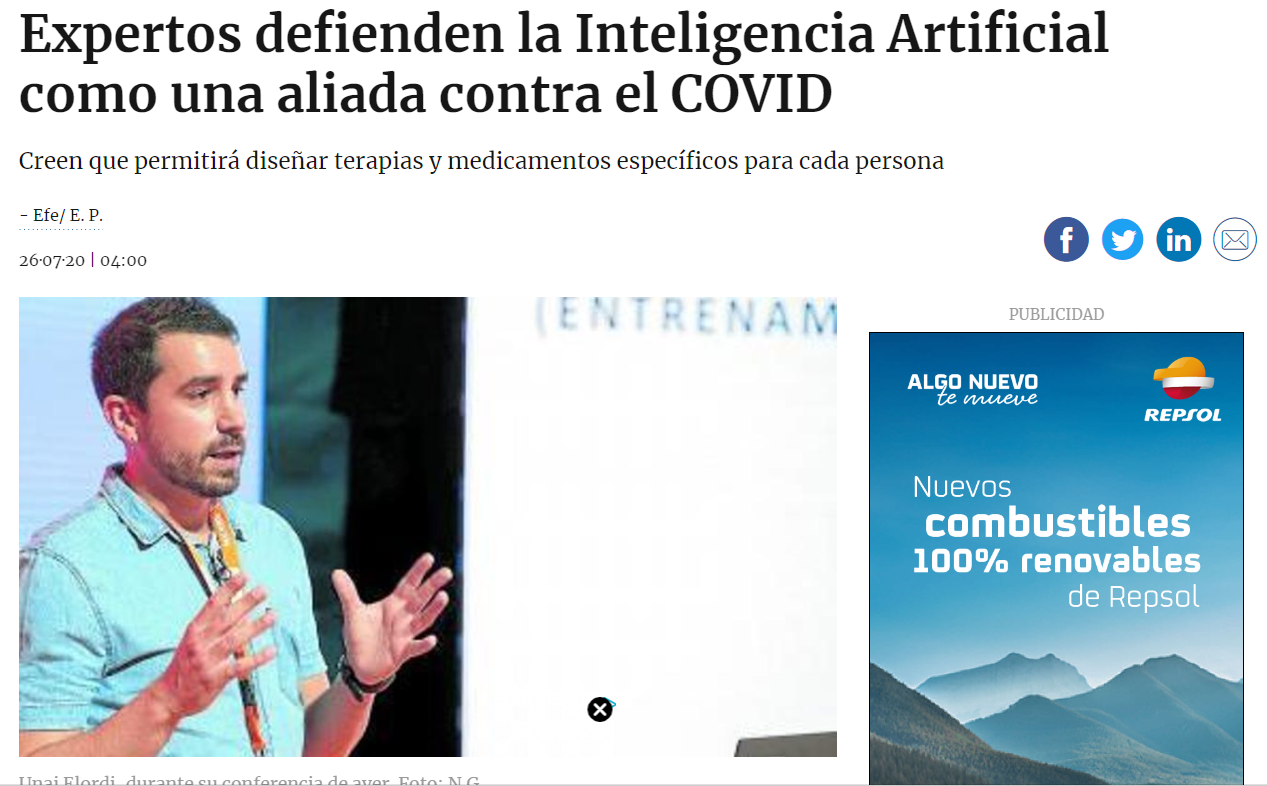 Expertos defienden la Inteligencia Artificial
como una aliada contra el COVID
Creen que permitirá diseñar terapias y medicamentos específicos para cada persona
- Efe/ E. P.
26·07·20 | 04:00
(ENTRENAM
Unai Elordi, durante su conferencia de ayer. Foto: N.G.
PUBLICIDAD
ALGO NUEVO
te mueve
REPSOL
Nuevos
combustibles
100% renovables
de Repsol